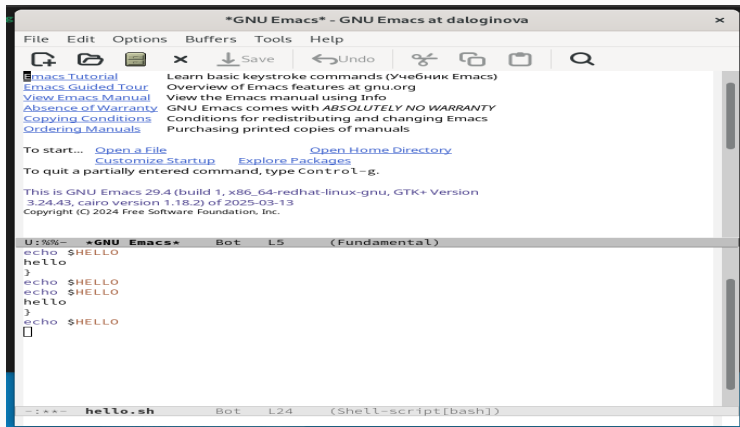 *GNU Emacs* - GNU Emacs at daloginova
File Edit Options Buffers Tools Help
Save Undo
Emacs Tutorial Learn basic keystroke commands (Учебник Emacs)
Emacs Guided Tour Overview of Emacs features at gnu.org
View Emacs Manual View the Emacs manual using Info
Absence of Warranty GNU Emacs comes with ABSOLUTELY NO WARRANTY
Copying Conditions Conditions for redistributing and changing Emacs
Ordering Manuals Purchasing printed copies of manuals
To start... Open a File Open Home Directory
Customize Startup Explore Packages
To quit a partially entered command, type Control-g.
This is GNU Emacs 29.4 (build 1, x86_64-redhat-linux-gnu, GTK+ Version
3.24.43, cairo version 1.18.2) of 2025-03-13
Copyright (C) 2024 Free Software Foundation, Inc.
U:%%- *GNU Emacs* Bot L5 (Fundamental)
echo $HELLO
hello
}
echo $HELLO
echo $HELLO
hello
}
echo $HELLO
-:**- hello.sh Bot L24 (Shell-script[bash])